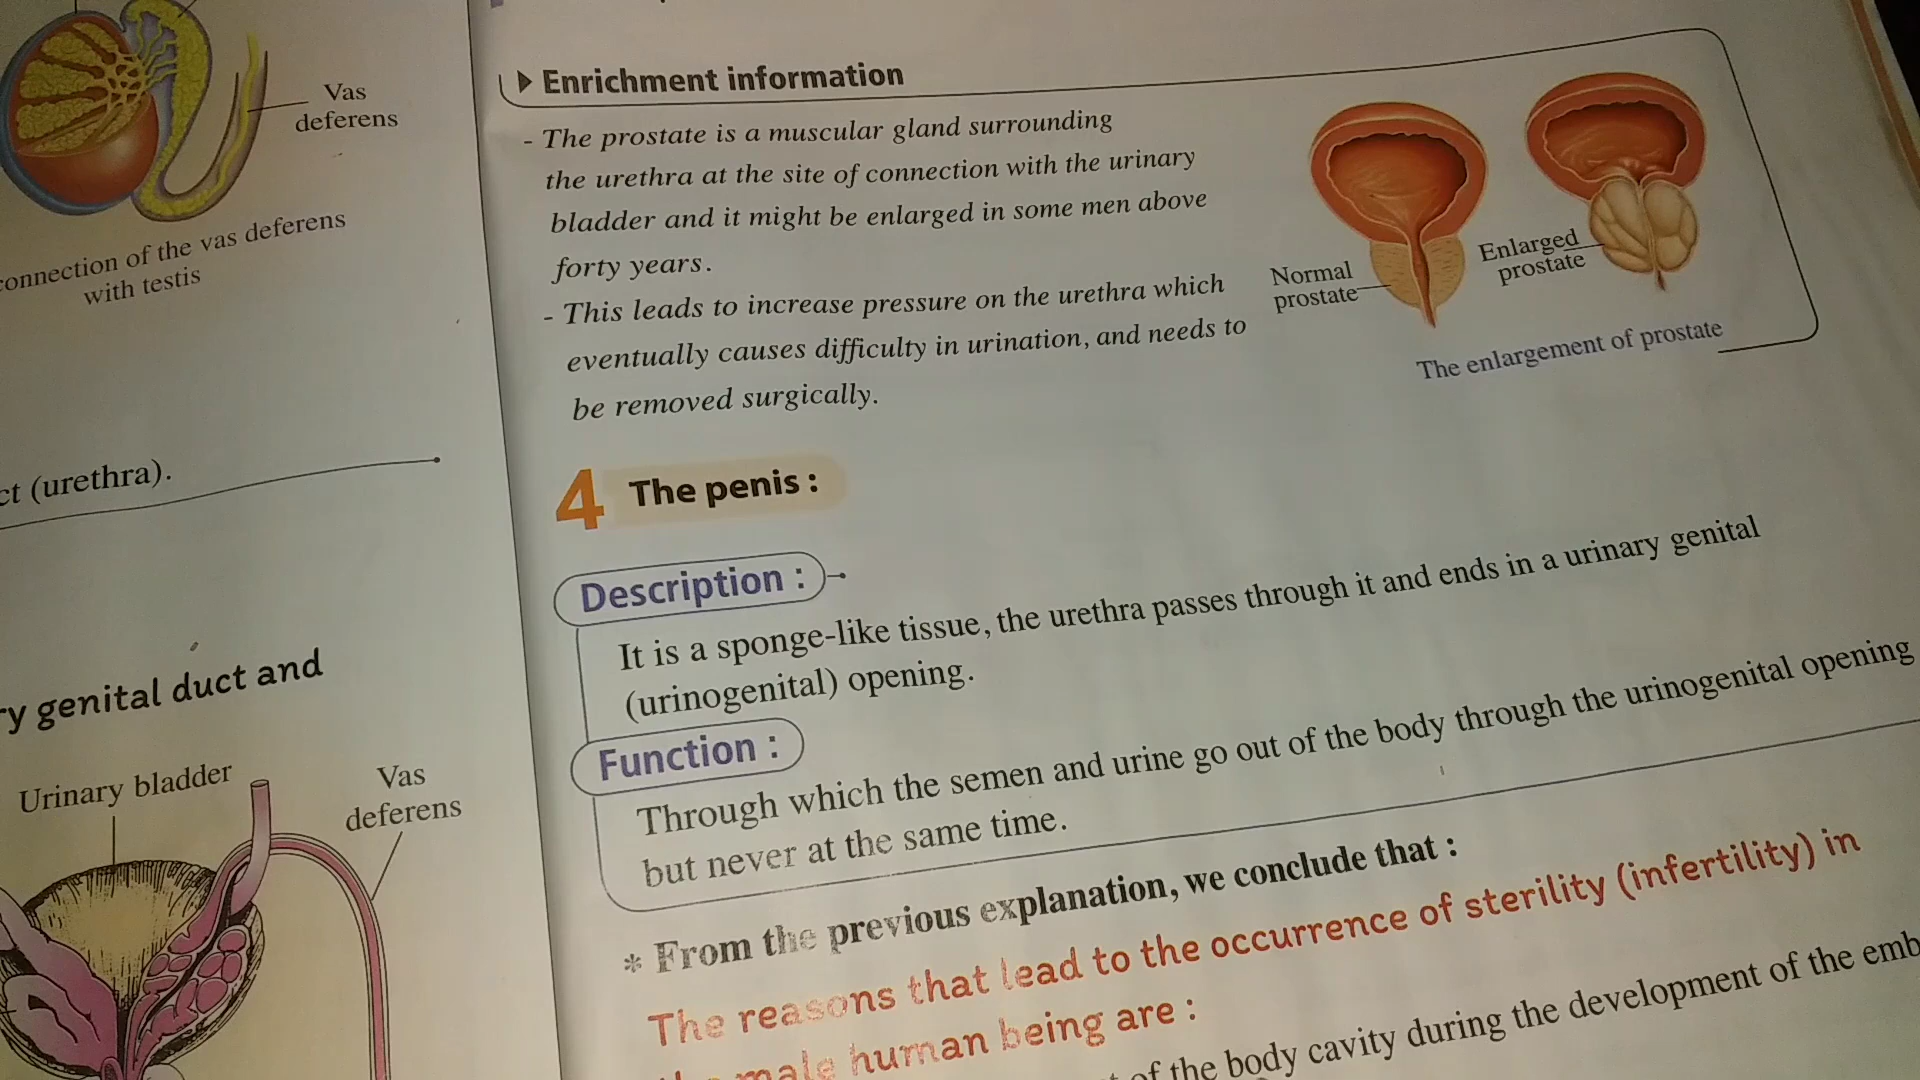 Vas
deferens
connection of the vas deferens
with testis
ct (urethra).
ry genital duct and
Urinary bladder
Vas
deferens
Enrichment information
- The prostate is a muscular gland surrounding
the urethra at the site of connection with the urinary
bladder and it might be enlarged in some men above
forty years.
- This leads to increase pressure on the urethra which
eventually causes difficulty in urination, and needs to
be removed surgically.
Normal
prostate
Enlarged
prostate
The enlargement of prostate
4 The penis :
Description :
It is a sponge-like tissue, the urethra passes through it and ends in a urinary genital
(urinogenital) opening.
Function :
Through which the semen and urine go out of the body through the urinogenital opening
but never at the same time.
* From the previous explanation, we conclude that :
The reasons that lead to the occurrence of sterility (infertility) in
male human being are :
of the body cavity during the development of the emb